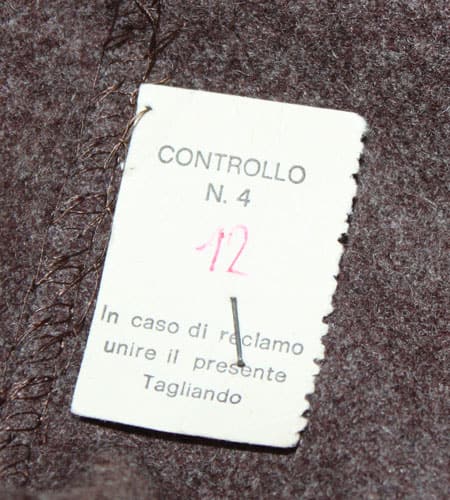 CONTROLLO
N. 4
12
In caso di reclamo
unire il presente
Tagliando